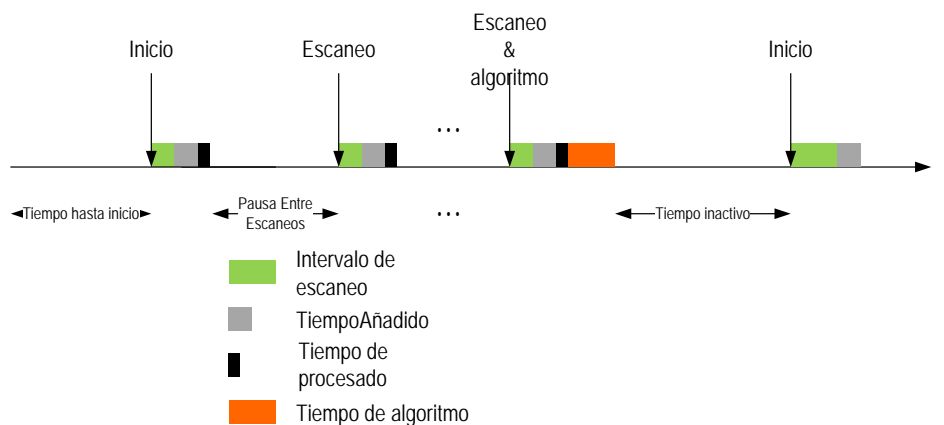 Inicio
Escaneo
Escaneo
&
algoritmo
Inicio
...
Tiempo hasta inicio
Pausa Entre
Escaneos
...
Tiempo inactivo
Intervalo de
escaneo
TiempoAñadido
Tiempo de
procesado
Tiempo de algoritmo